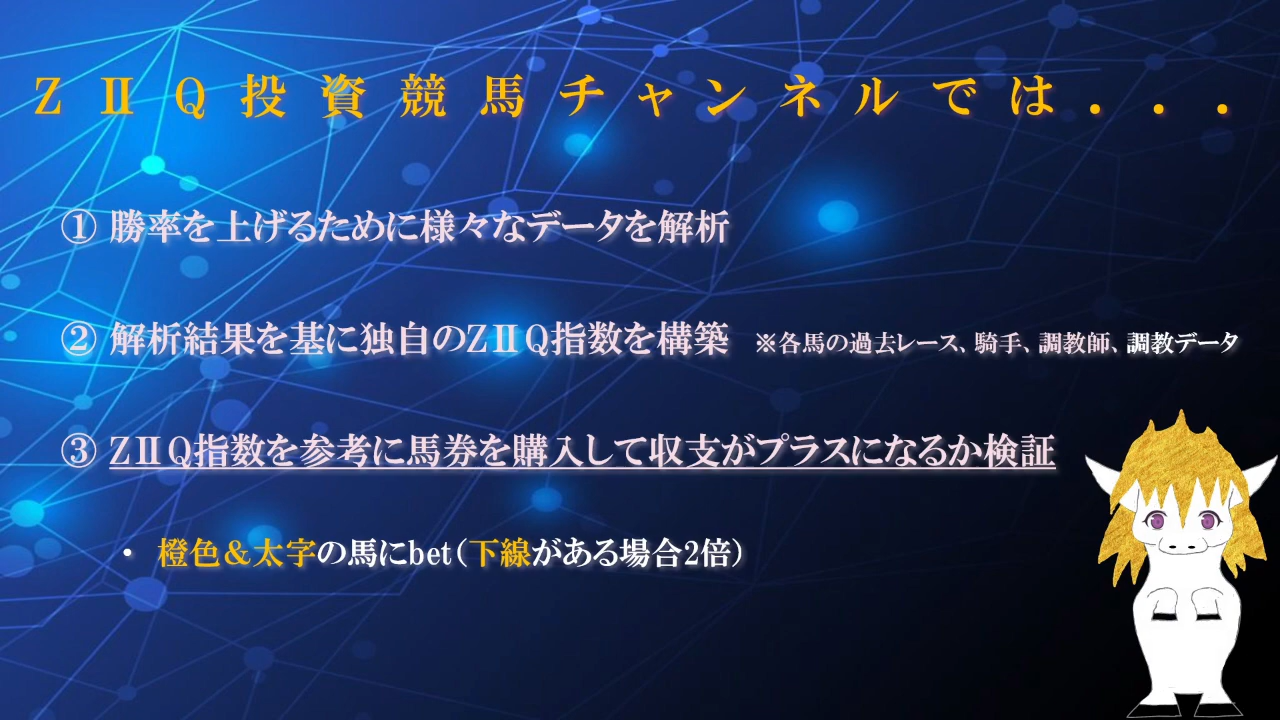 ZⅡQ投資競馬チャンネルでは...
① 勝率を上げるために様々なデータを解析
② 解析結果を基に独自のZⅡQ指数を構築 ※各馬の過去レース、騎手、調教師、調教データ
③ ZⅡQ指数を参考に馬券を購入して収支がプラスになるか検証
・ 橙色&太字の馬にbet(下線がある場合2倍)